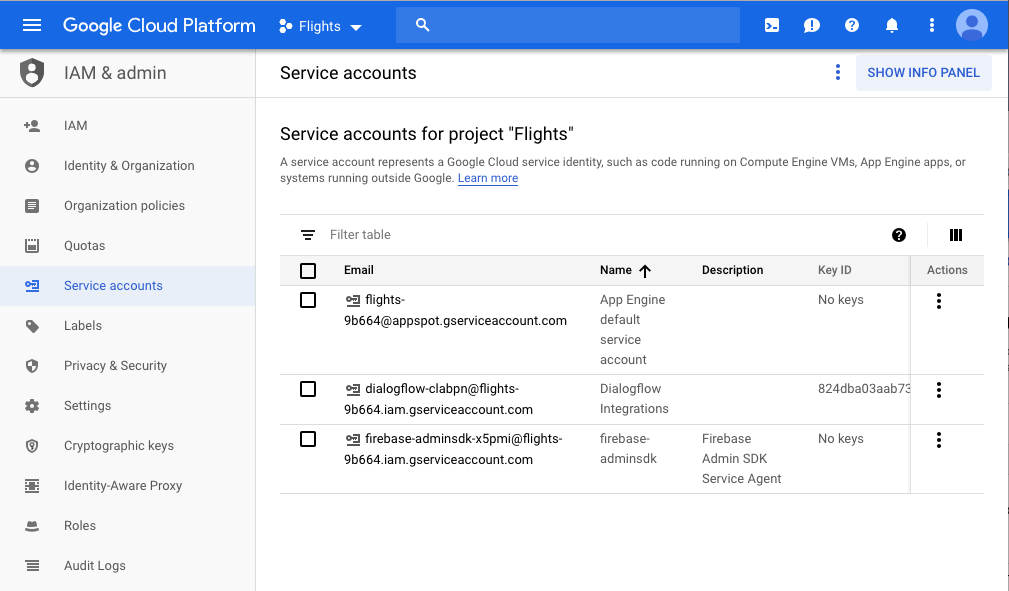 Google Cloud Platform
Flights
IAM & admin
Service accounts
SHOW INFO PANEL
IAM
Identity & Organization
Organization policies
Quotas
Service accounts
Labels
Privacy & Security
Settings
Cryptographic keys
Identity-Aware Proxy
Roles
Audit Logs
Service accounts for project "Flights"
A service account represents a Google Cloud service identity, such as code running on Compute Engine VMs, App Engine apps, or
systems running outside Google. Learn more
Filter table
Email Name Description Key ID Actions
flights-
9b664@appspot.gserviceaccount.com
App Engine
default
service
account
No keys
dialogflow-clabpn@flights-
9b664.iam.gserviceaccount.com
Dialogflow
Integrations
824dba03aab73
firebase-adminsdk-x5pmi@flights-
9b664.iam.gserviceaccount.com
firebase-
adminsdk
Firebase
Admin SDK
Service Agent
No keys